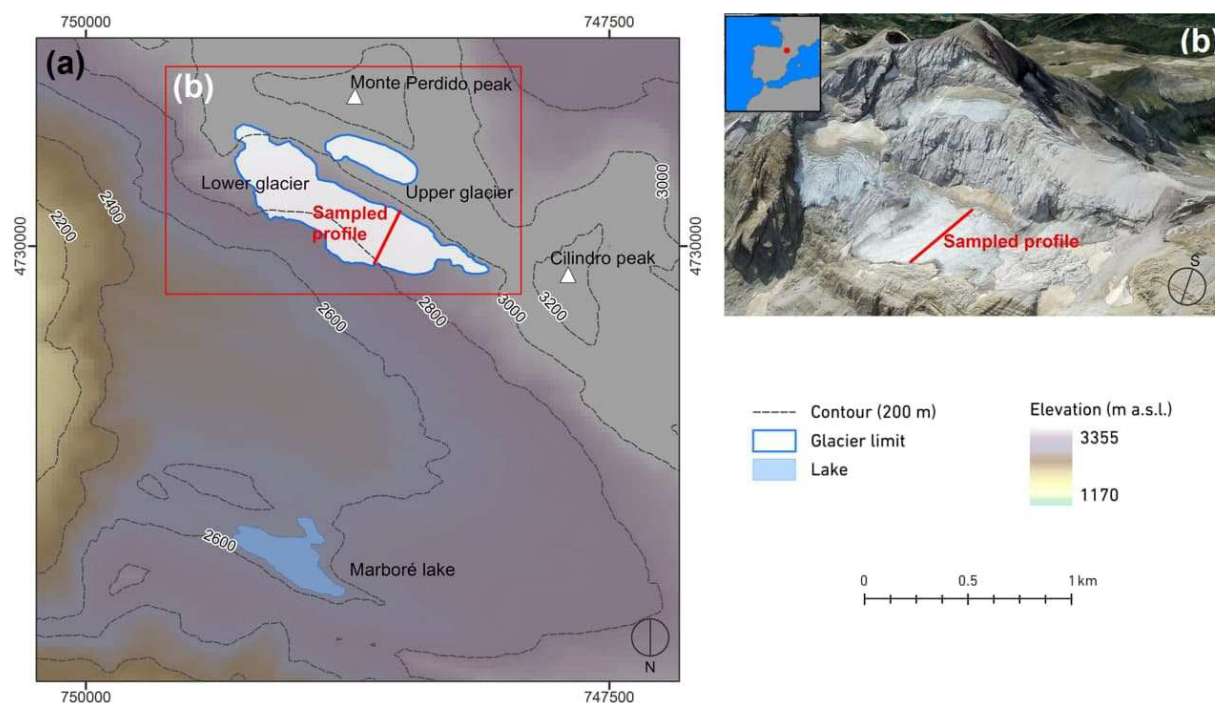 750000
747500
(a)
(b)
Monte Perdido peak
Lower glacier
Upper glacier
Sampled
profile
Cilindro peak
4730000
4730000
2200
2400
2600
2800
3000
3200
3000
2600
Marboré lake
N
750000
747500
(b)
Sampled profile
S
Contour (200 m)
Glacier limit
Lake
Elevation (m a.s.l.)
3355
1170
0 0.5 1 km